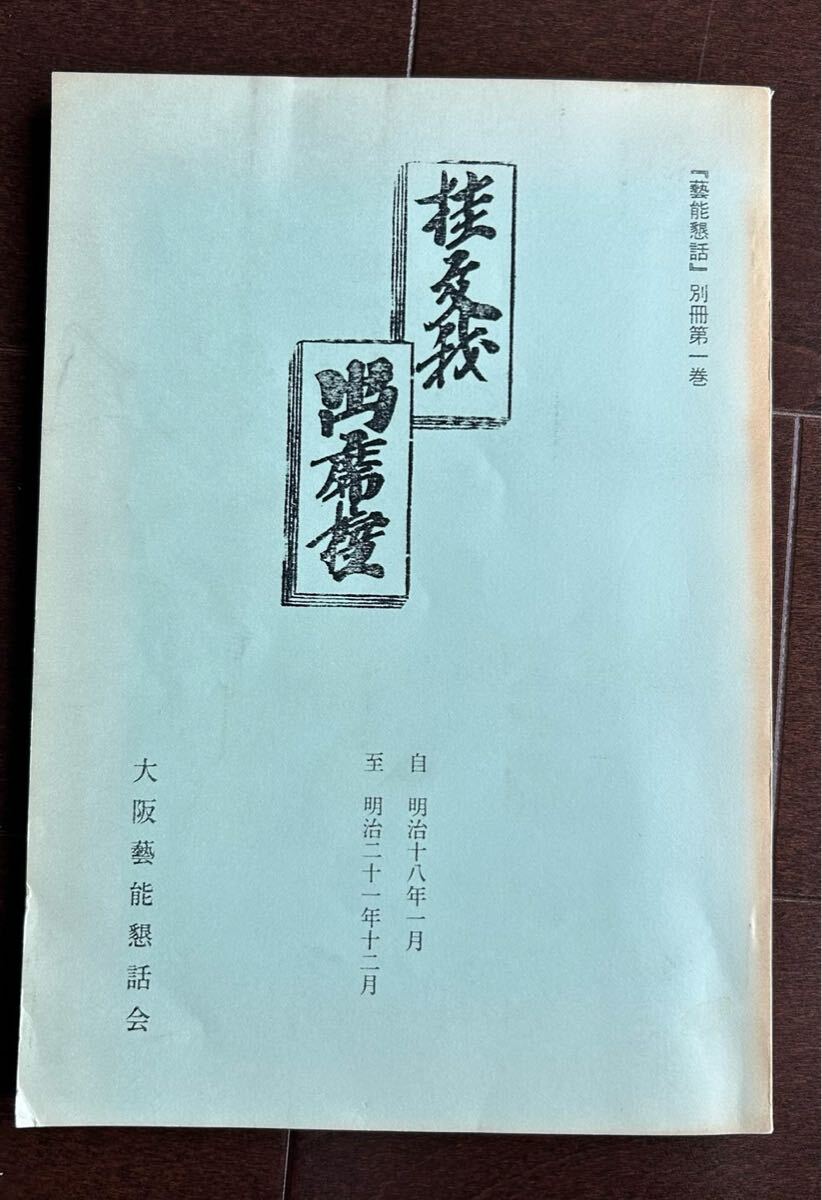 『藝能懇話』別冊第一巻
桂文我
出席控
自 明治十八年一月
至 明治二十一年十二月
大阪藝能懇話会